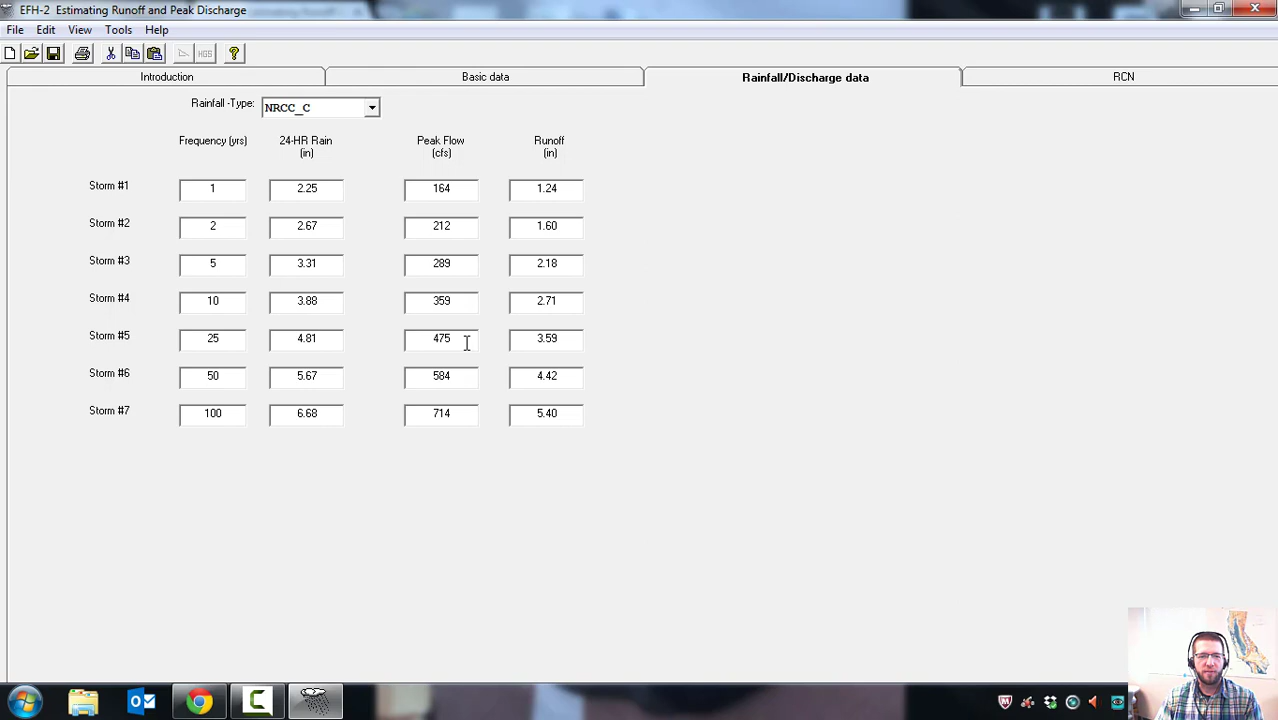 EFH-2 Estimating Runoff and Peak Discharge
File Edit View Tools Help
HGS ?
Introduction Basic data Rainfall/Discharge data RCN
Rainfall -Type: NRCC_C
Frequency (yrs) 24-HR Rain (in) Peak Flow (cfs) Runoff (in)
Storm #1 1 2.25 164 1.24
Storm #2 2 2.67 212 1.60
Storm #3 5 3.31 289 2.18
Storm #4 10 3.88 359 2.71
Storm #5 25 4.81 475 3.59
Storm #6 50 5.67 584 4.42
Storm #7 100 6.68 714 5.40